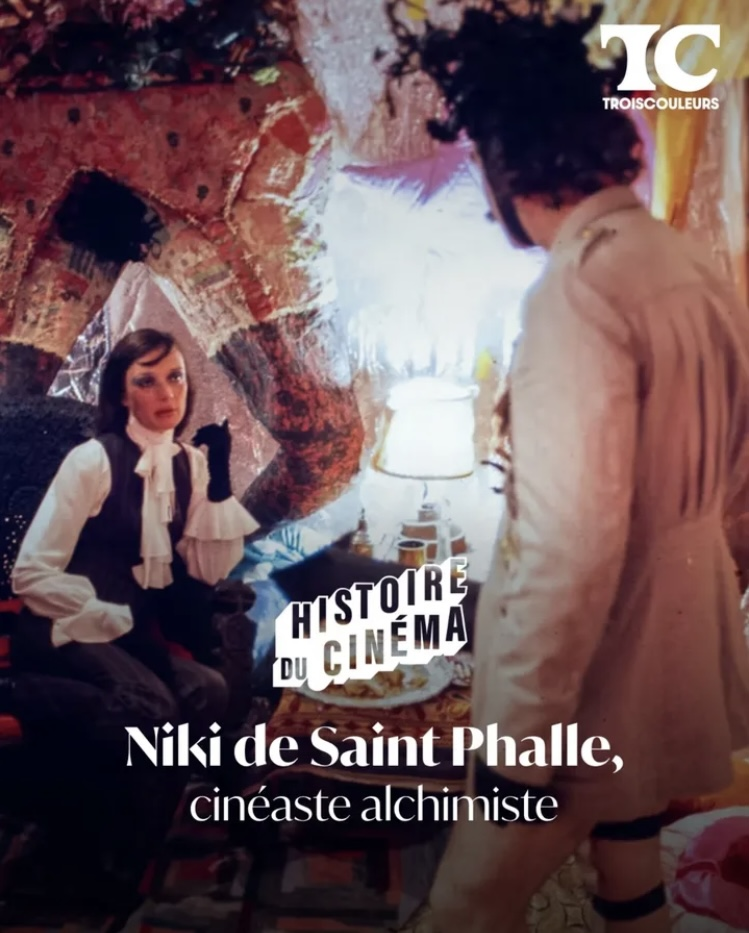 TC
TROISCOULEURS
HISTOIRE
DU CINÉMA
Niki de Saint Phalle,
cinéaste alchimiste